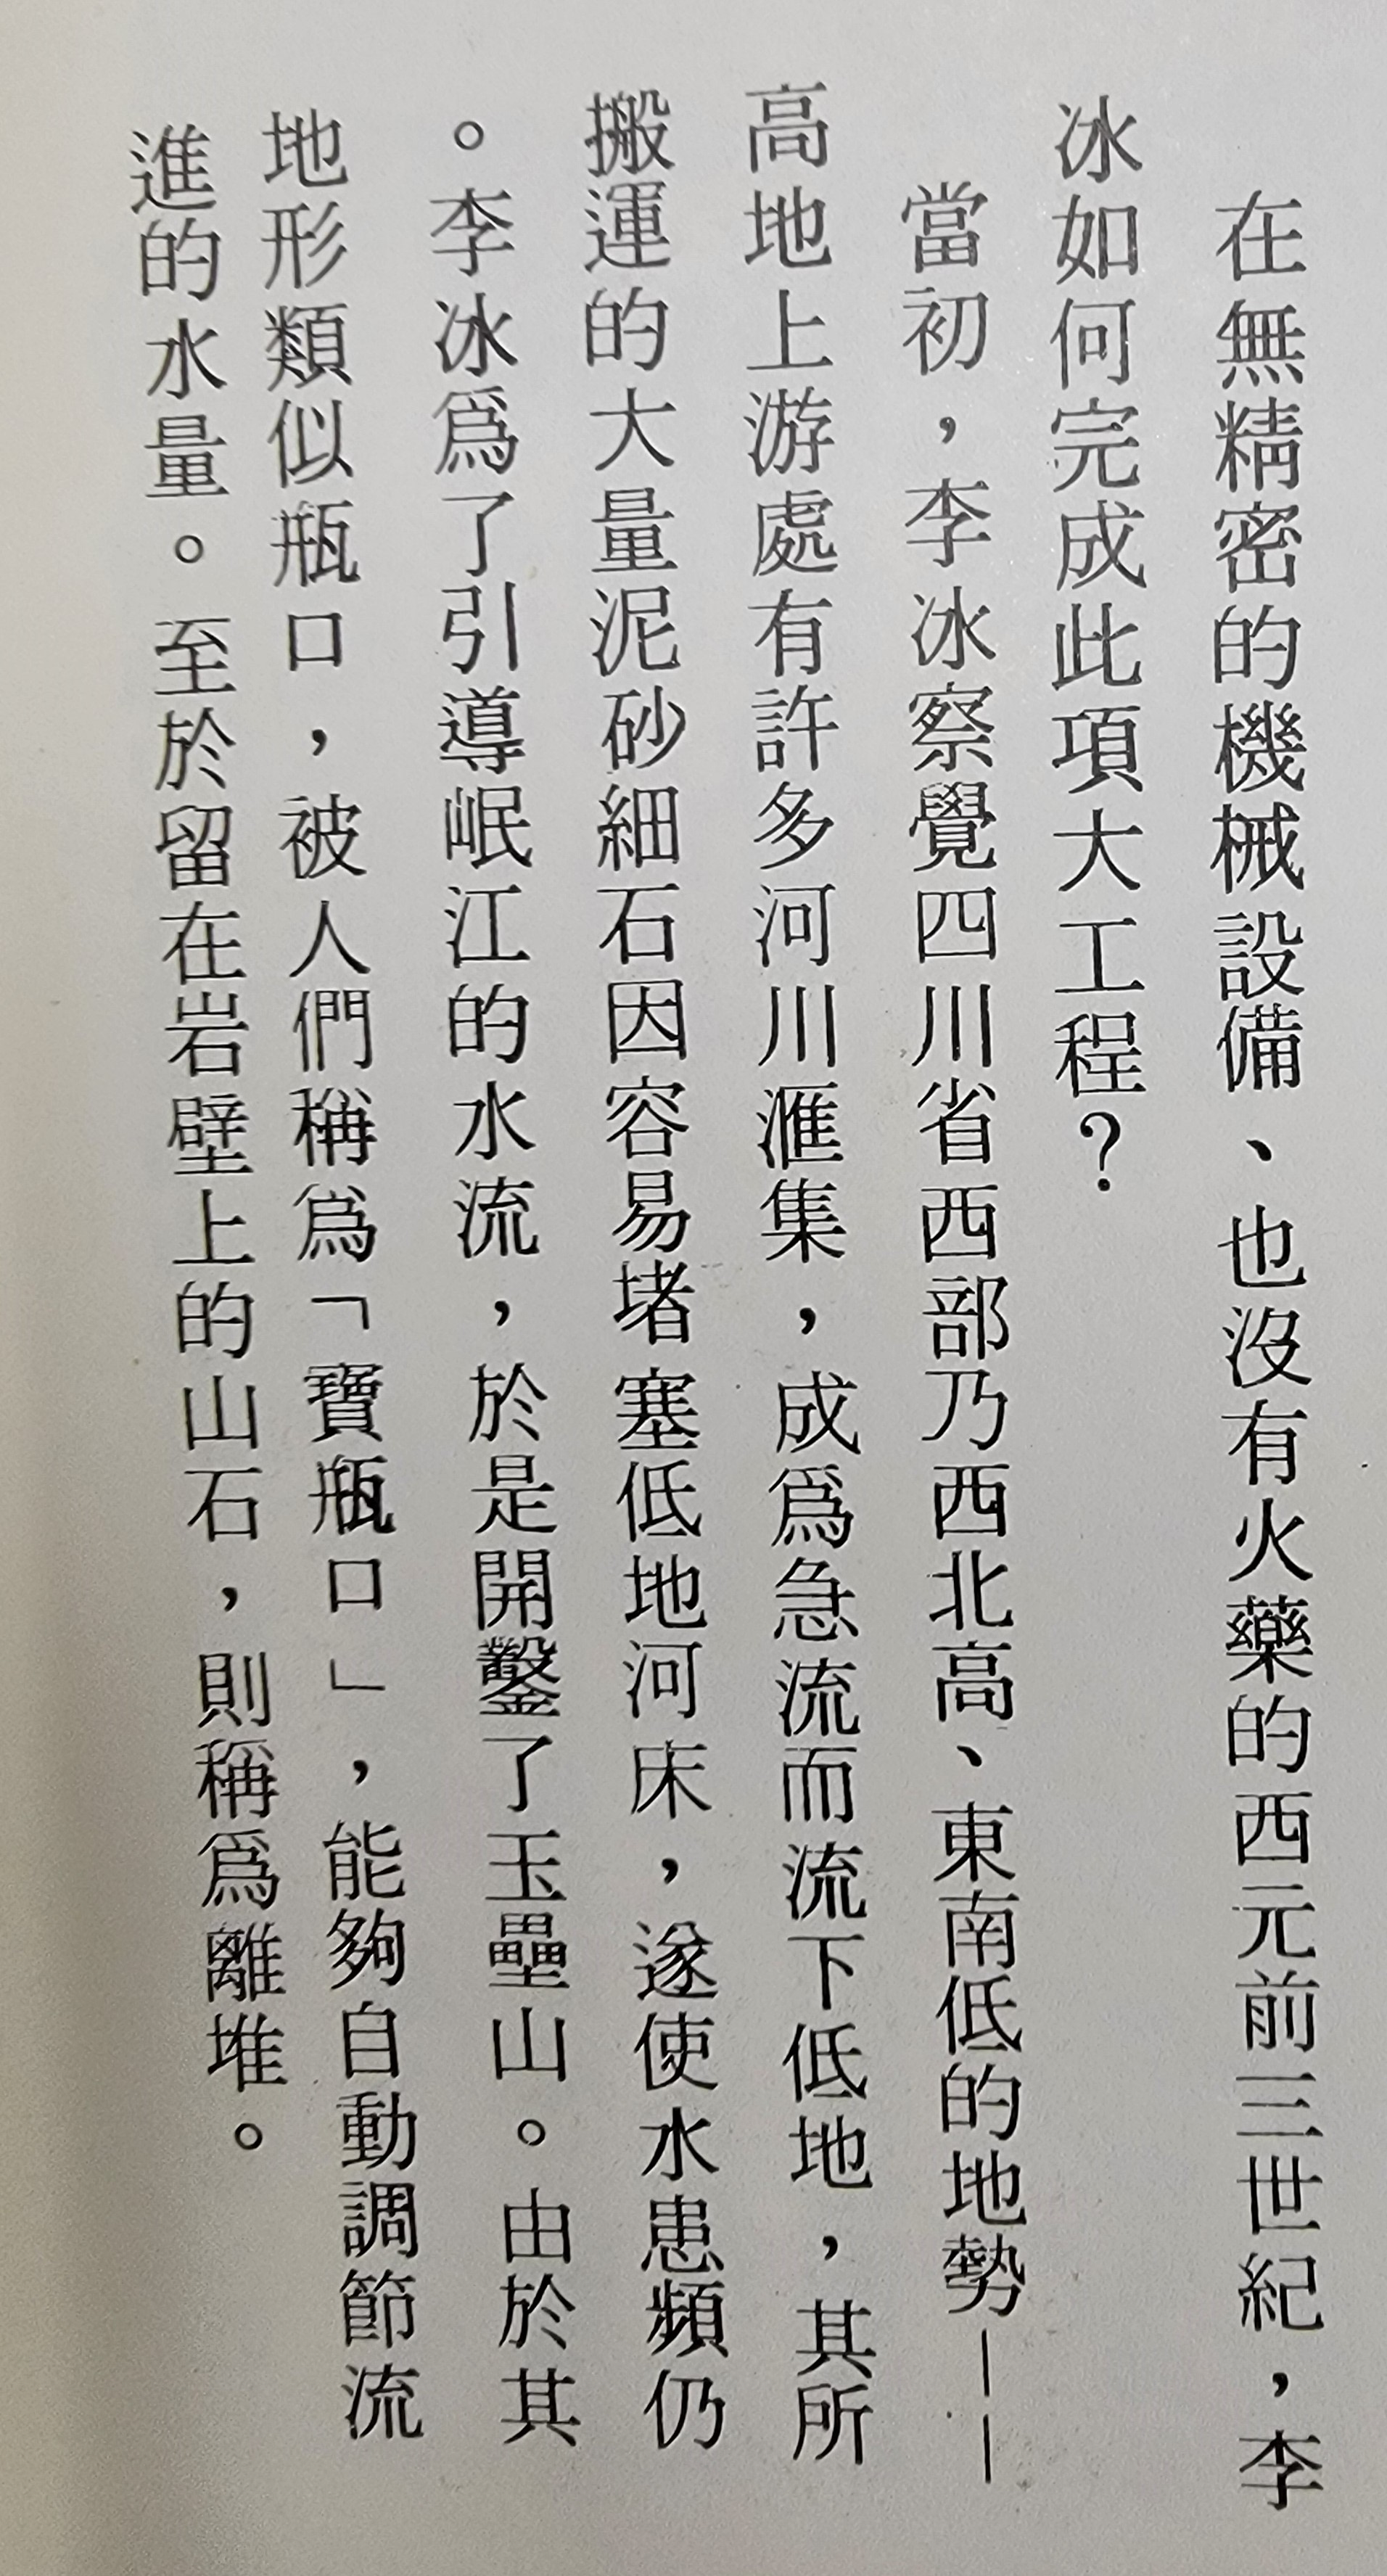 在無精密的機械設備、也沒有火藥的西元前三世紀，李
冰如何完成此項大工程？
當初，李冰察覺四川省西部乃西北高、東南低的地勢——
高地上游處有許多河川滙集，成爲急流而流下低地，其所
搬運的大量泥砂細石因容易堵塞低地河床，遂使水患頻仍
。李冰爲了引導岷江的水流，於是開鑿了玉壘山。由於其
地形類似瓶口，被人們稱爲「寶瓶口」，能夠自動調節流
進的水量。至於留在岩壁上的山石，則稱爲離堆。